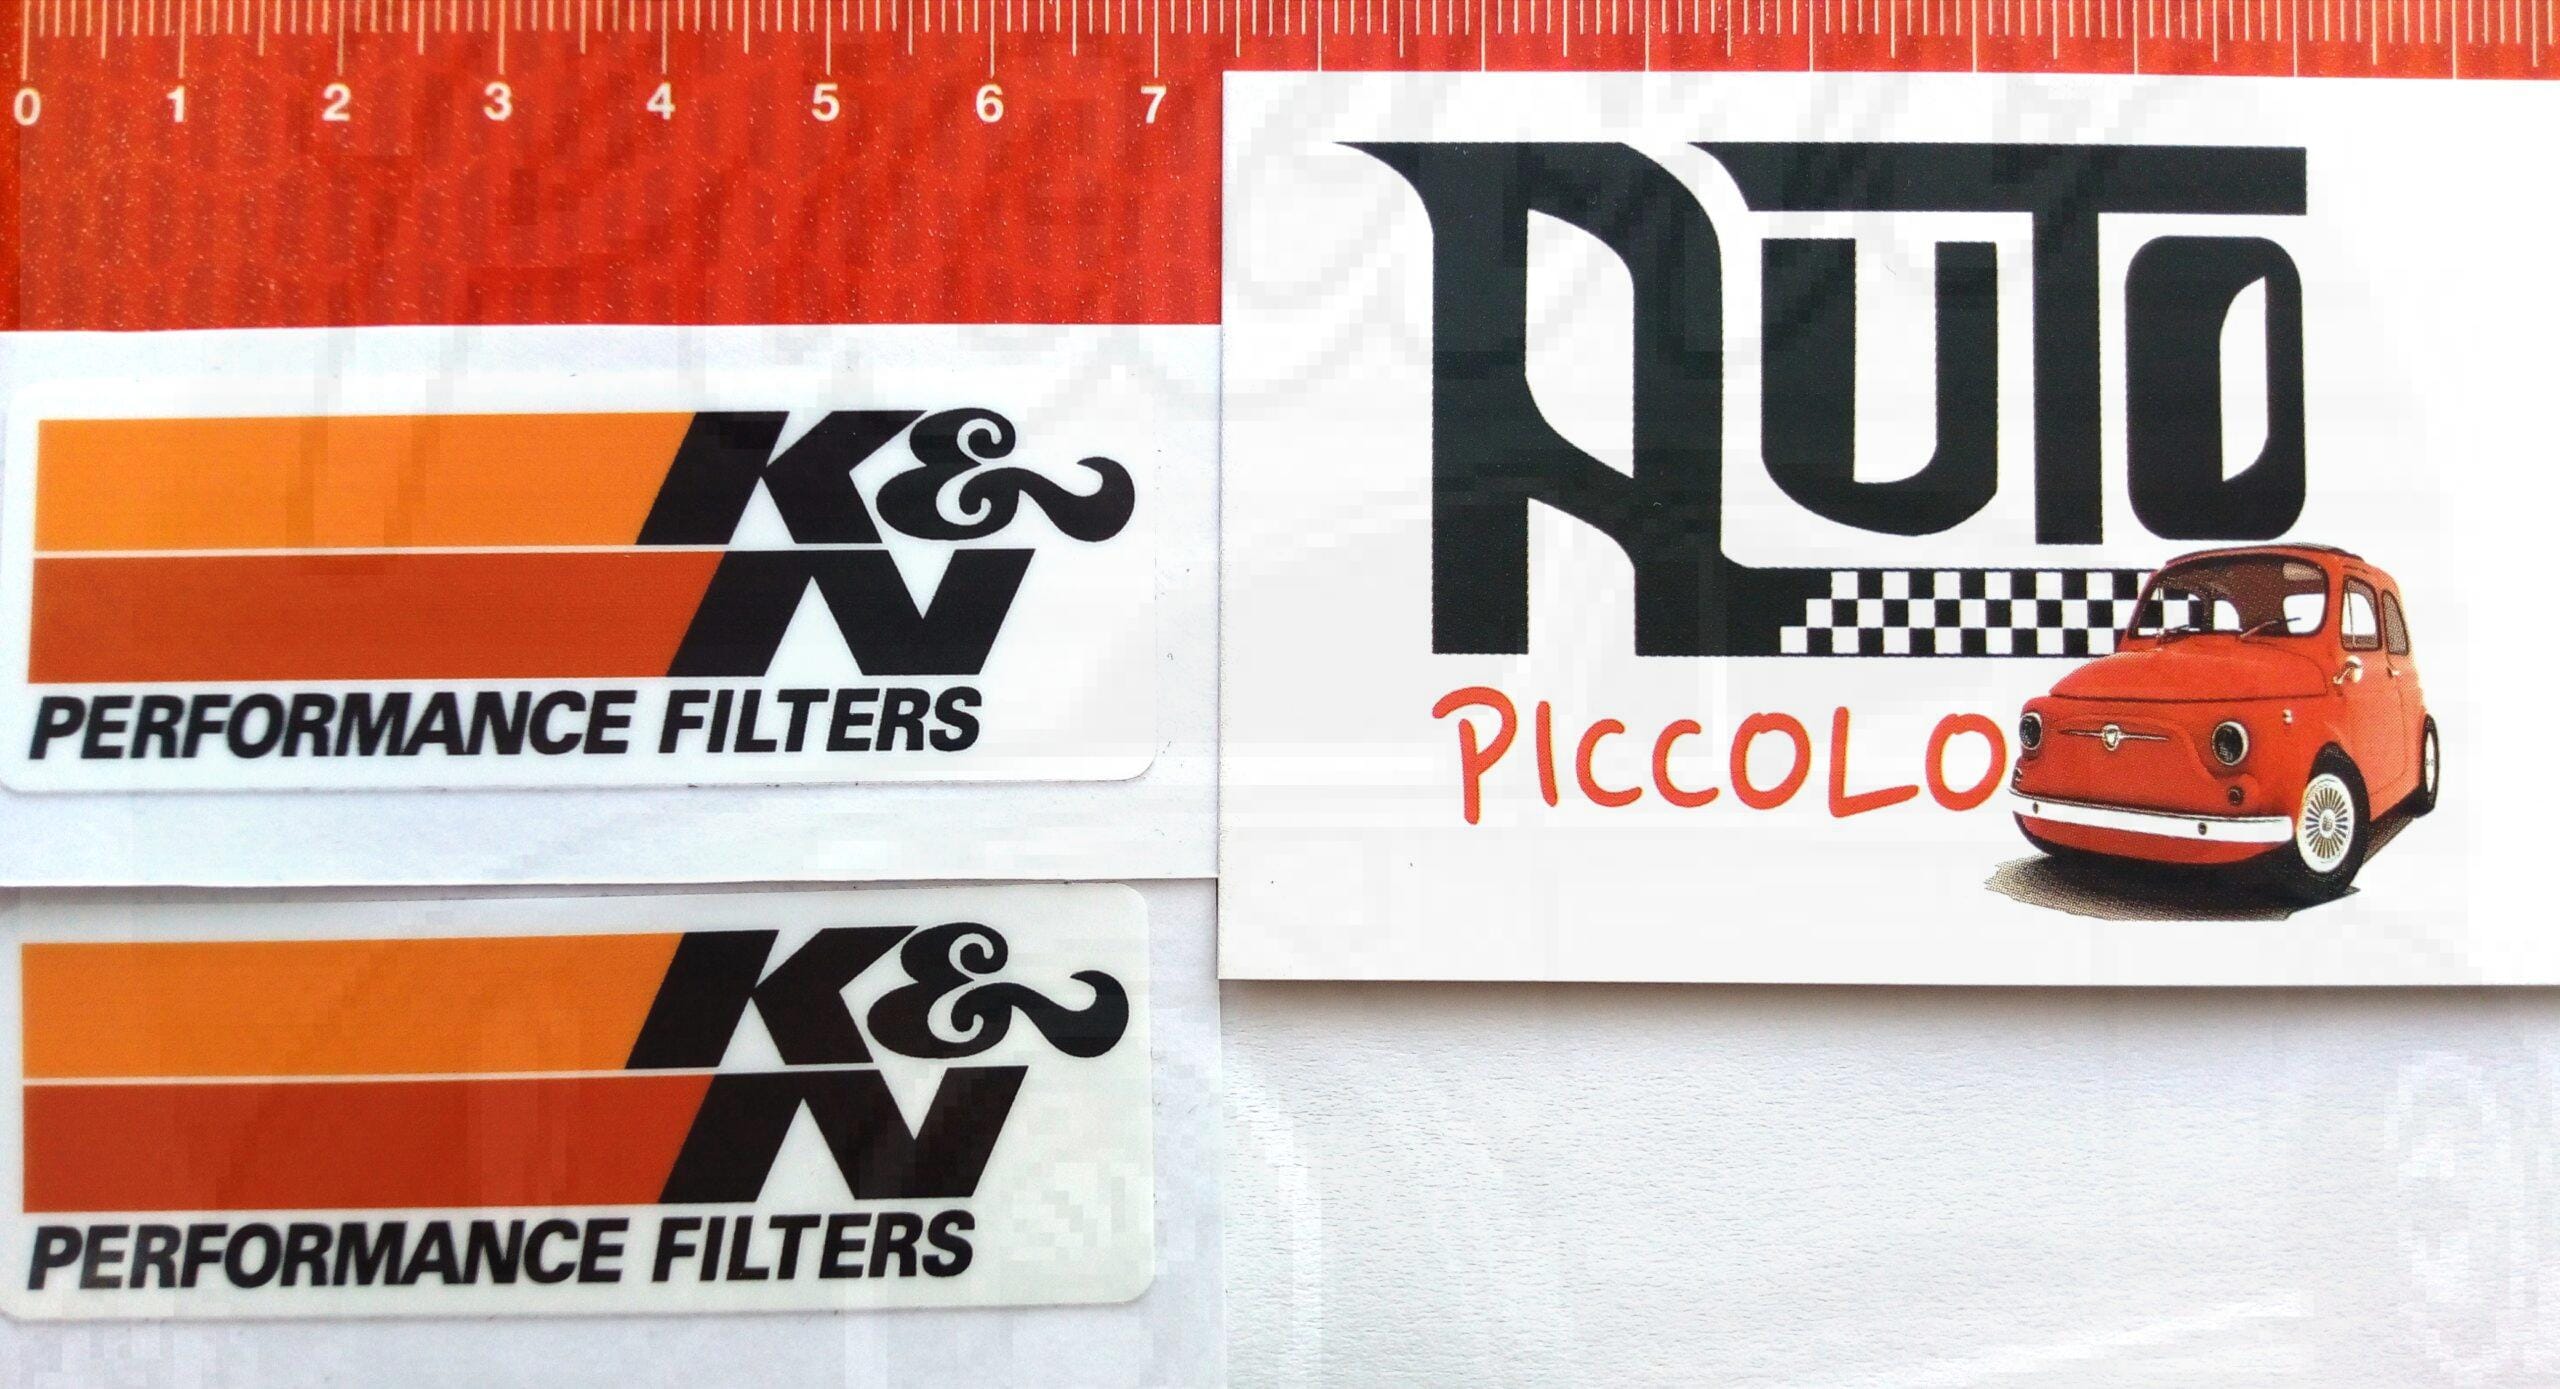 0 1 2 3 4 5 6 7
K&
N
PERFORMANCE FILTERS
K&
N
PERFORMANCE FILTERS
AUTO
PICCOLO